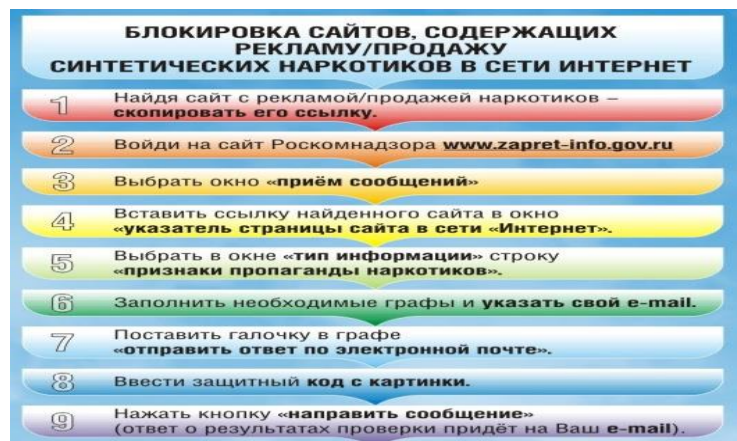 БЛОКИРОВКА САЙТОВ, СОДЕРЖАЩИХ
РЕКЛАМУ/ПРОДАЖУ
СИНТЕТИЧЕСКИХ НАРКОТИКОВ В СЕТИ ИНТЕРНЕТ
1
Найдя сайт с рекламой/продажей наркотиков –
скопировать его ссылку.
2
Войди на сайт Роскомнадзора www.zapret-info.gov.ru
3
Выбрать окно «приём сообщений»
4
Вставить ссылку найденного сайта в окно
«указатель страницы сайта в сети «Интернет».
5
Выбрать в окне «тип информации» строку
«признаки пропаганды наркотиков».
6
Заполнить необходимые графы и указать свой e-mail.
7
Поставить галочку в графе
«отправить ответ по электронной почте».
8
Ввести защитный код с картинки.
9
Нажать кнопку «направить сообщение»
(ответ о результатах проверки придёт на Ваш e-mail).